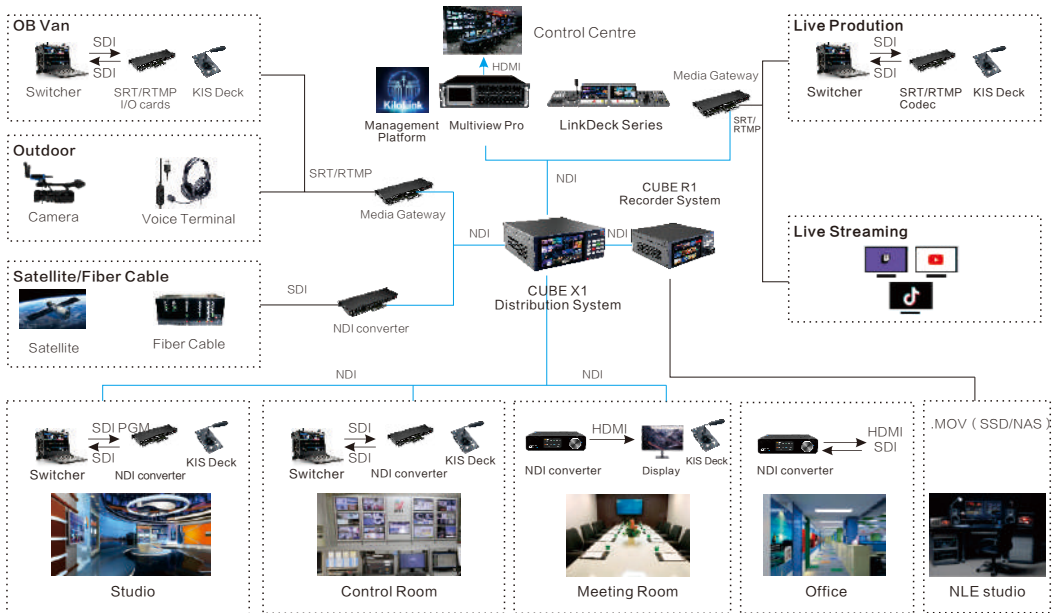 OB Van
SDI
SDI
Switcher
SRT/RTMP
I/O cards
KIS Deck
Outdoor
Camera
Voice Terminal
SRT/RTMP
Media Gateway
Satellite/Fiber Cable
Satellite
Fiber Cable
SDI
NDI converter
NDI
Control Centre
HDMI
KiloLink
Management
Platform
Multiview Pro
LinkDeck Series
Media Gateway
SRT/
RTMP
NDI
CUBE X1
Distribution System
NDI
CUBE R1
Recorder System
Live Prodution
SDI
SDI
Switcher
SRT/RTMP
Codec
KIS Deck
Live Streaming
NDI
NDI
SDI PGM
SDI
Switcher
NDI converter
KIS Deck
Studio
SDI
SDI
Switcher
NDI converter
KIS Deck
Control Room
HDMI
NDI converter
Display
KIS Deck
Meeting Room
HDMI
SDI
NDI converter
Office
.MOV ( SSD/NAS )
NLE studio